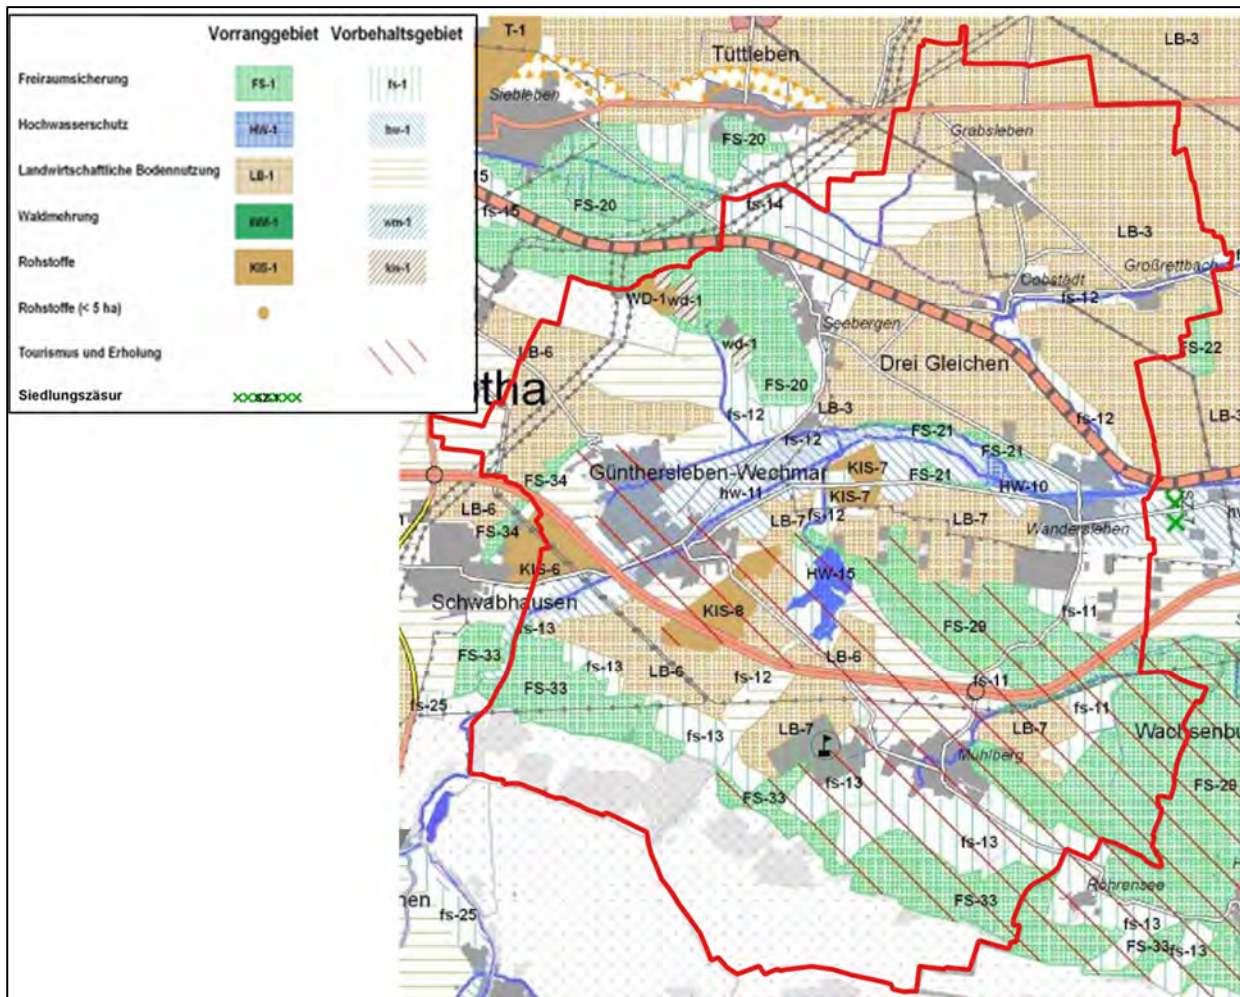 Vorranggebiet Vorbehaltsgebiet
Freiraumsicherung FS-1 fs-1
Hochwasserschutz HW-1 hw-1
Landwirtschaftliche Bodennutzung LB-1
Waldmehrung WM-1 wm-1
Rohstoffe KIS-1 kis-1
Rohstoffe (< 5 ha)
Tourismus und Erholung
Siedlungszäsur
T-1
Tüttleben
LB-3
Siebleben
Grabsleben
FS-20
fs-15
FS-20
fs-14
LB-3
Großrettbach
Cobstädt
fs-12
WD-1
wd-1
Seebergen
wd-1
LB-6
Drei Gleichen
FS-22
FS-20
otha
LB-3
fs-12
fs-12
fs-12
LB-3
FS-21
FS-21
FS-34
Günthersleben-Wechmar
KIS-7
FS-21
hw-11
HW-10
KIS-7
LB-6
LB-7
fs-12
LB-7
Wandersleben
FS-34
KIS-6
HW-15
Schwabhausen
KIS-8
fs-11
fs-13
FS-29
FS-33
fs-13
LB-6
LB-6
FS-33
fs-12
fs-11
fs-25
fs-11
LB-7
LB-7
Wachsenbu
fs-13
Mühlberg
fs-13
FS-33
FS-29
fs-13
Röhrensee
nen
FS-33
fs-25
fs-13
FS-33
fs-13